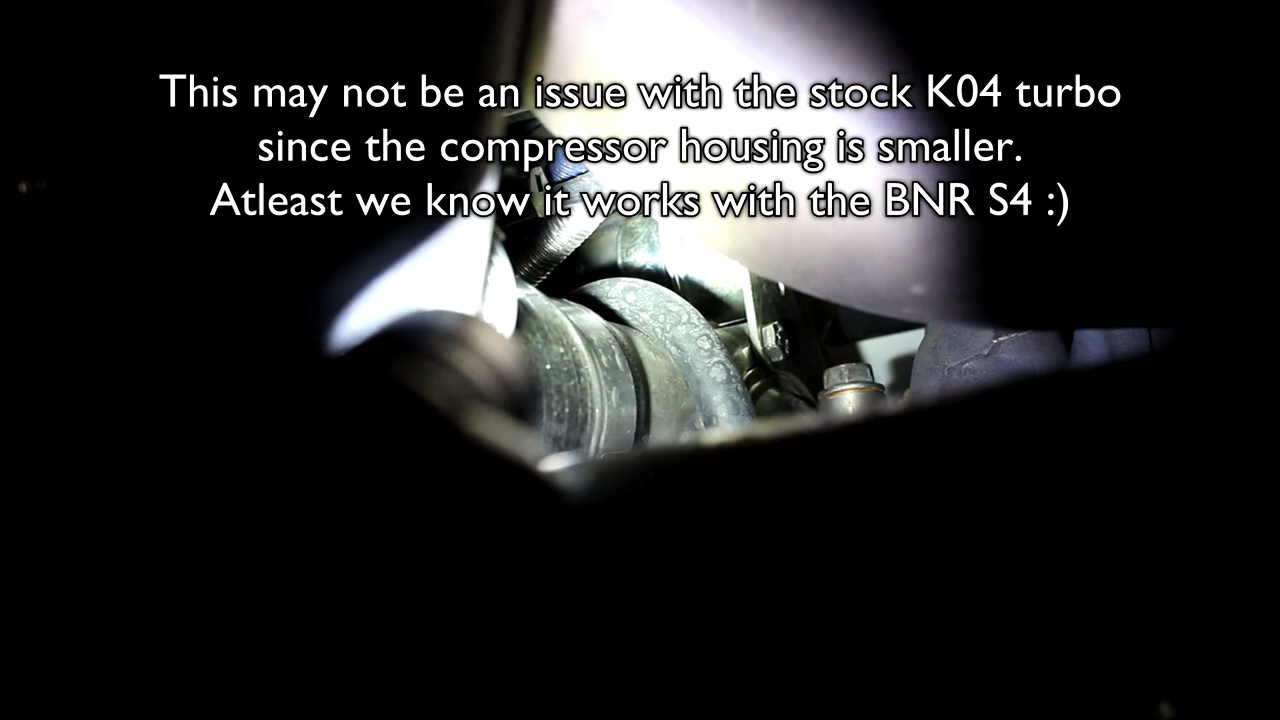 This may not be an issue with the stock K04 turbo
since the compressor housing is smaller.
Atleast we know it works with the BNR S4 :)